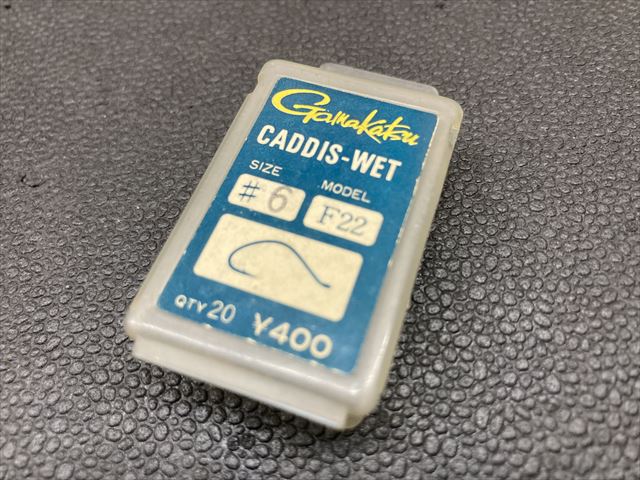 Gamakatsu
CADDIS-WET
SIZE MODEL
#6 F22
QTY 20 ¥400